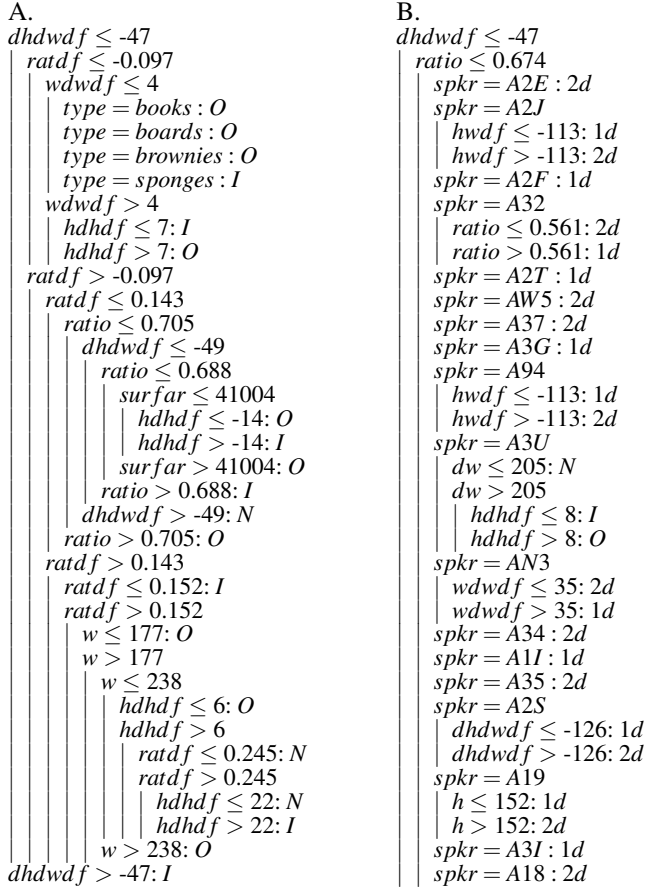 A.
dhdwdf ≤ -47
| ratdf ≤ -0.097
| | wdwdf ≤ 4
| | | type = books : O
| | | type = boards : O
| | | type = brownies : O
| | | type = sponges : I
| | wdwdf > 4
| | | hdhdf ≤ 7: I
| | | hdhdf > 7: O
| ratdf > -0.097
| | ratdf ≤ 0.143
| | | ratio ≤ 0.705
| | | | dhdwdf ≤ -49
| | | | | ratio ≤ 0.688
| | | | | | surfar ≤ 41004
| | | | | | | hdhdf ≤ -14: O
| | | | | | | hdhdf > -14: I
| | | | | | surfar > 41004: O
| | | | | ratio > 0.688: I
| | | | dhdwdf > -49: N
| | | ratio > 0.705: O
| | ratdf > 0.143
| | | ratdf ≤ 0.152: I
| | | ratdf > 0.152
| | | | w ≤ 177: O
| | | | w > 177
| | | | | w ≤ 238
| | | | | | hdhdf ≤ 6: O
| | | | | | hdhdf > 6
| | | | | | | ratdf ≤ 0.245: N
| | | | | | | ratdf > 0.245
| | | | | | | | hdhdf ≤ 22: N
| | | | | | | | hdhdf > 22: I
| | | | | w > 238: O
dhdwdf > -47: I
B.
dhdwdf ≤ -47
| ratio ≤ 0.674
| | spkr = A2E : 2d
| | spkr = A2J
| | | hwdf ≤ -113: 1d
| | | hwdf > -113: 2d
| | spkr = A2F : 1d
| | spkr = A32
| | | ratio ≤ 0.561: 2d
| | | ratio > 0.561: 1d
| | spkr = A2T : 1d
| | spkr = AW5 : 2d
| | spkr = A37 : 2d
| | spkr = A3G : 1d
| | spkr = A94
| | | hwdf ≤ -113: 1d
| | | hwdf > -113: 2d
| | spkr = A3U
| | | dw ≤ 205: N
| | | dw > 205
| | | | hdhdf ≤ 8: I
| | | | hdhdf > 8: O
| | spkr = AN3
| | | wdwdf ≤ 35: 2d
| | | wdwdf > 35: 1d
| | spkr = A34 : 2d
| | spkr = A1I : 1d
| | spkr = A35 : 2d
| | spkr = A2S
| | | dhdwdf ≤ -126: 1d
| | | dhdwdf > -126: 2d
| | spkr = A19
| | | h ≤ 152: 1d
| | | h > 152: 2d
| | spkr = A3I : 1d
| | spkr = A18 : 2d